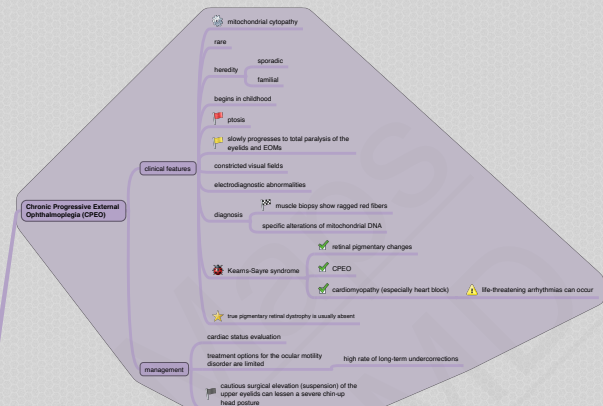 mitochondrial cytopathy
rare
heredity
sporadic
familial
begins in childhood
ptosis
slowly progresses to total paralysis of the
eyelids and EOMs
clinical features
constricted visual fields
electrodiagnostic abnormalities
Chronic Progressive External
Ophthalmoplegia (CPEO)
diagnosis
muscle biopsy show ragged red fibers
specific alterations of mitochondrial DNA
Kearns-Sayre syndrome
retinal pigmentary changes
CPEO
cardiomyopathy (especially heart block)
life-threatening arrhythmias can occur
true pigmentary retinal dystrophy is usually absent
management
cardiac status evaluation
treatment options for the ocular motility
disorder are limited
high rate of long-term undercorrections
cautious surgical elevation (suspension) of the
upper eyelids can lessen a severe chin-up
head posture